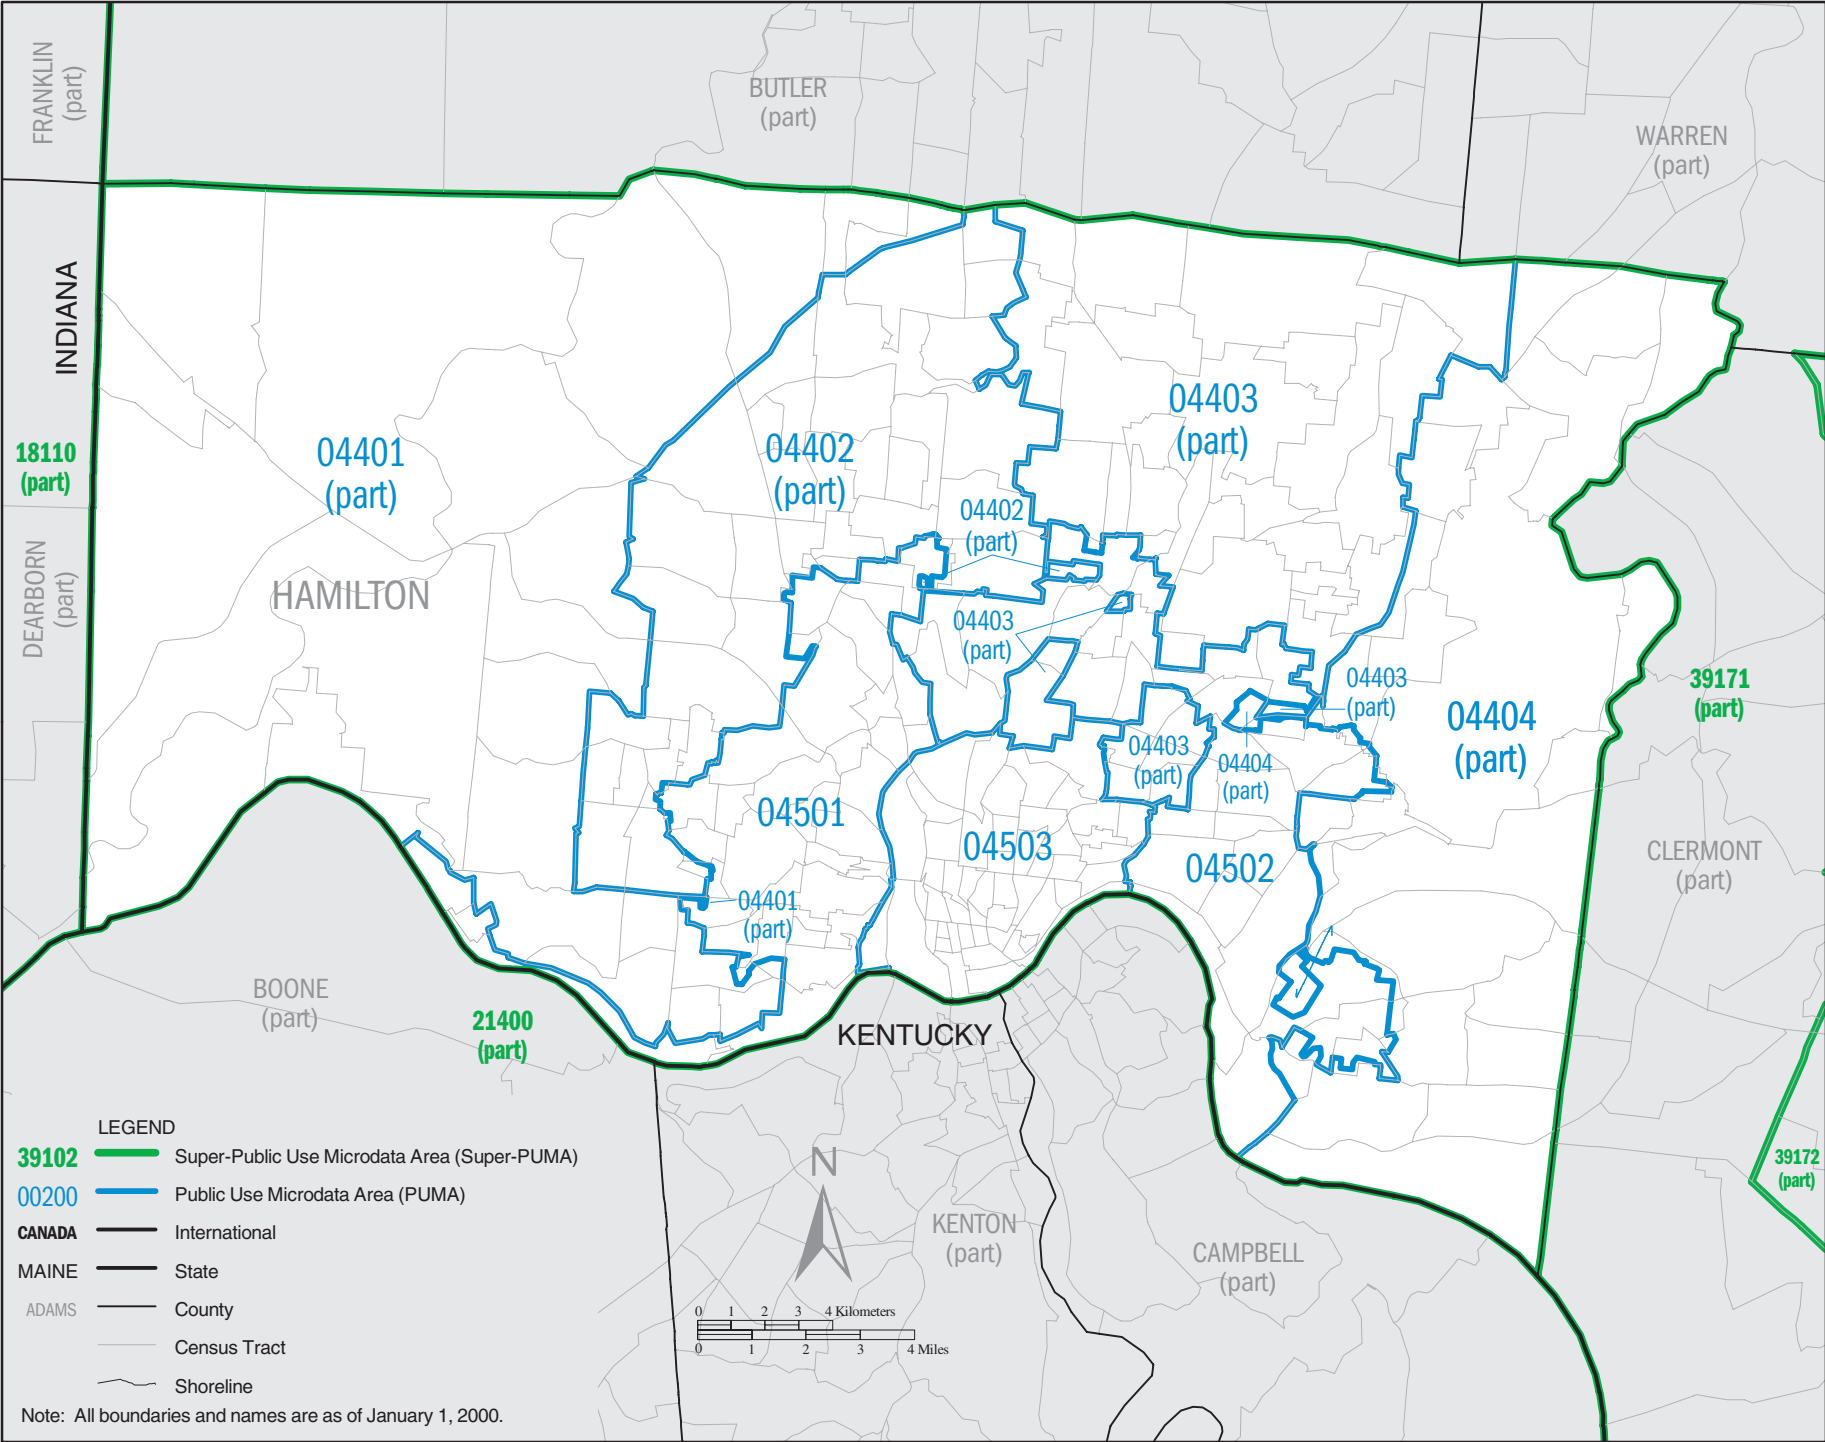 FRANKLIN
(part)
BUTLER
(part)
WARREN
(part)
INDIANA
18110
(part)
04401
(part)
04402
(part)
04403
(part)
04402
(part)
DEARBORN
(part)
HAMILTON
04403
(part)
04403
(part)
39171
(part)
04404
(part)
04403
(part)
04404
(part)
04501
04503
04502
CLERMONT
(part)
04401
(part)
BOONE
(part)
21400
(part)
KENTUCKY
LEGEND
39102 Super-Public Use Microdata Area (Super-PUMA)
00200 Public Use Microdata Area (PUMA)
CANADA International
MAINE State
ADAMS County
Census Tract
Shoreline
Note: All boundaries and names are as of January 1, 2000.
N
KENTON
(part)
CAMPBELL
(part)
39172
(part)
0 1 2 3 4 Kilometers
0 1 2 3 4 Miles